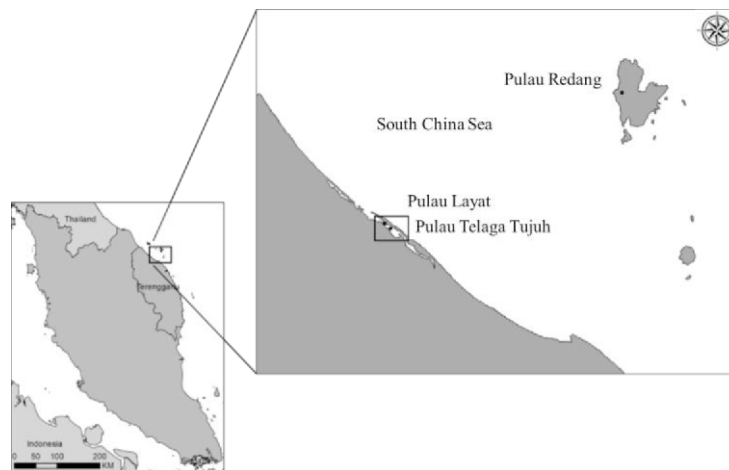 Pulau Redang
South China Sea
Pulau Layat
Pulau Telaga Tujuh
Thailand
Terengganu
Indonesia
0 50 100 200
KM